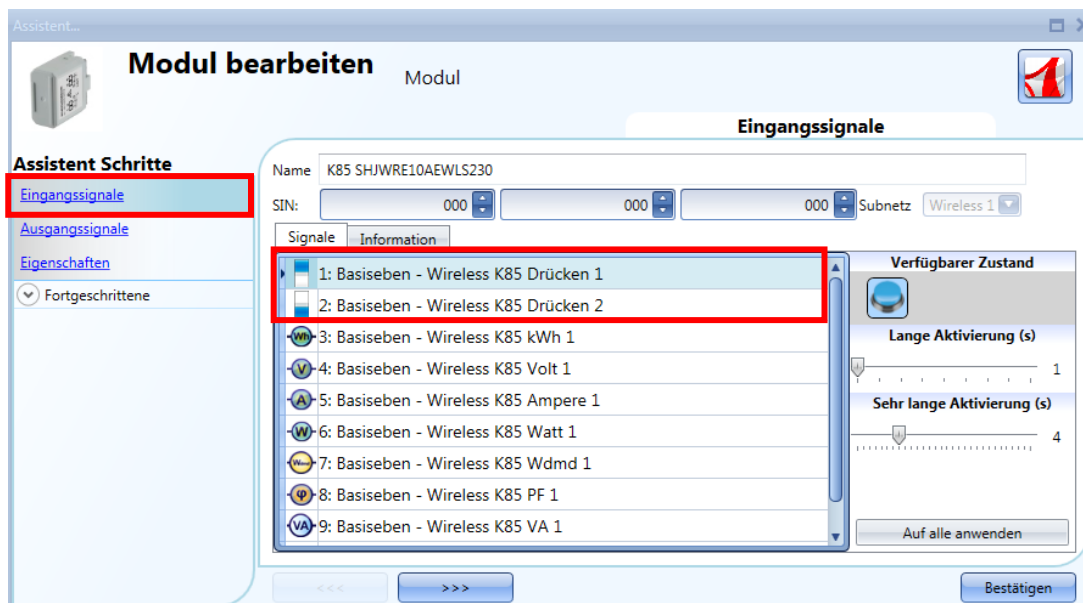 Assistent...
Modul bearbeiten
Modul
Eingangssignale
Assistent Schritte
Eingangssignale
Ausgangssignale
Eigenschaften
Fortgeschrittene
Name K85 SHJWRE10AEWLS230
SIN: 000 000 000 Subnetz Wireless 1
Signale Information
1: Basiseben - Wireless K85 Drücken 1
2: Basiseben - Wireless K85 Drücken 2
Wh 3: Basiseben - Wireless K85 kWh 1
V 4: Basiseben - Wireless K85 Volt 1
A 5: Basiseben - Wireless K85 Ampere 1
W 6: Basiseben - Wireless K85 Watt 1
7: Basiseben - Wireless K85 Wdmd 1
φ 8: Basiseben - Wireless K85 PF 1
VA 9: Basiseben - Wireless K85 VA 1
Verfügbarer Zustand
Lange Aktivierung (s)
1
Sehr lange Aktivierung (s)
4
Auf alle anwenden
<<< >>> Bestätigen